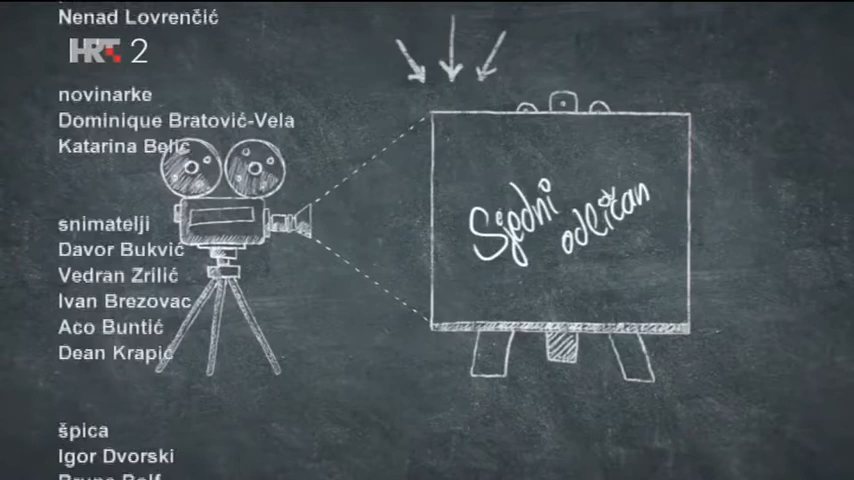 Nenad Lovrenčić
HRT 2
novinarke
Dominique Bratović-Vela
Katarina Belić
snimatelji
Davor Bukvić
Vedran Zrilić
Ivan Brezovac
Aco Buntić
Dean Krapić
špica
Igor Dvorski
Sjedni
odličan